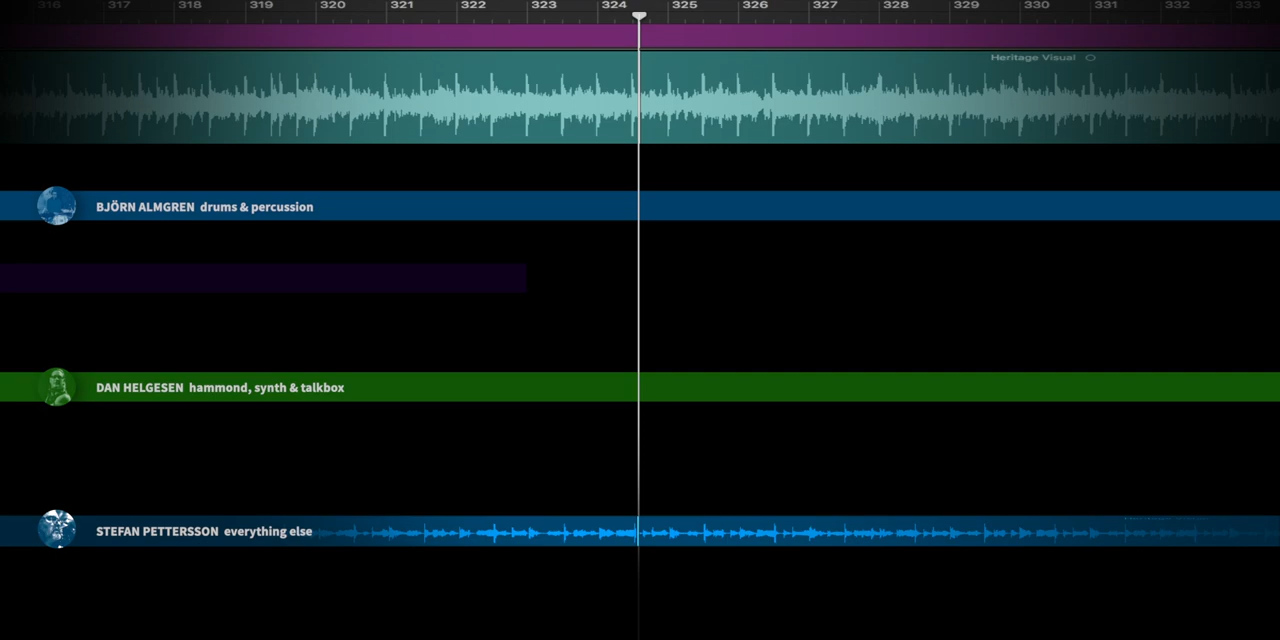 316 317 318 319 320 321 322 323 324 325 326 327 328 329 330 331 332 333
Heritage Visual
BJÖRN ALMGREN drums & percussion
DAN HELGESEN hammond, synth & talkbox
STEFAN PETTERSSON everything else